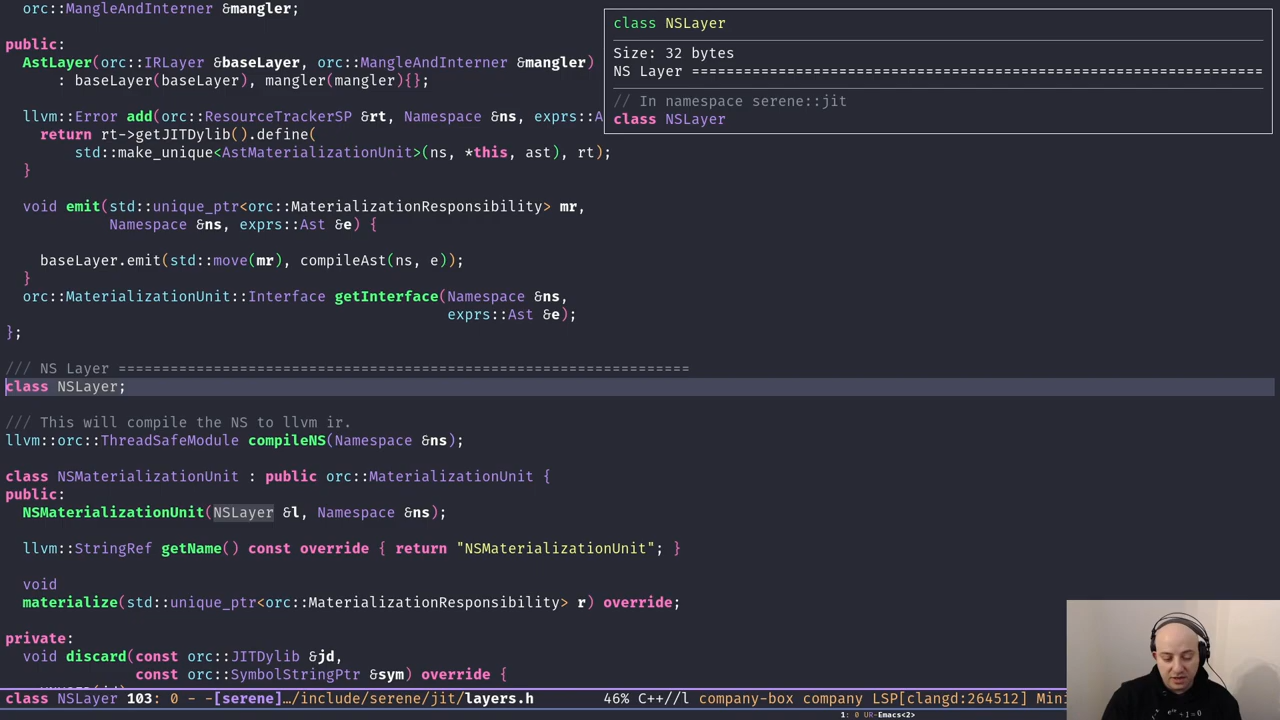 orc::MangleAndInterner &mangler;
public:
AstLayer(orc::IRLayer &baseLayer, orc::MangleAndInterner &mangler)
: baseLayer(baseLayer), mangler(mangler){};
llvm::Error add(orc::ResourceTrackerSP &rt, Namespace &ns, exprs::A
return rt->getJITDylib().define(
std::make_unique<AstMaterializationUnit>(ns, *this, ast), rt);
}
void emit(std::unique_ptr<orc::MaterializationResponsibility> mr,
Namespace &ns, exprs::Ast &e) {
baseLayer.emit(std::move(mr), compileAst(ns, e));
}
orc::MaterializationUnit::Interface getInterface(Namespace &ns,
exprs::Ast &e);
};
/// NS Layer ==================================================================
class NSLayer;
/// This will compile the NS to llvm ir.
llvm::orc::ThreadSafeModule compileNS(Namespace &ns);
class NSMaterializationUnit : public orc::MaterializationUnit {
public:
NSMaterializationUnit(NSLayer &l, Namespace &ns);
llvm::StringRef getName() const override { return "NSMaterializationUnit"; }
void
materialize(std::unique_ptr<orc::MaterializationResponsibility> r) override;
private:
void discard(const orc::JITDylib &jd,
const orc::SymbolStringPtr &sym) override {
class NSLayer 103: 0 - -[serene]…/include/serene/jit/layers.h 46% C++//l company-box company LSP[clangd:264512] Min
1: 0 UR-Emacs<2>
class NSLayer
Size: 32 bytes
NS Layer ==================================================================
// In namespace serene::jit
class NSLayer